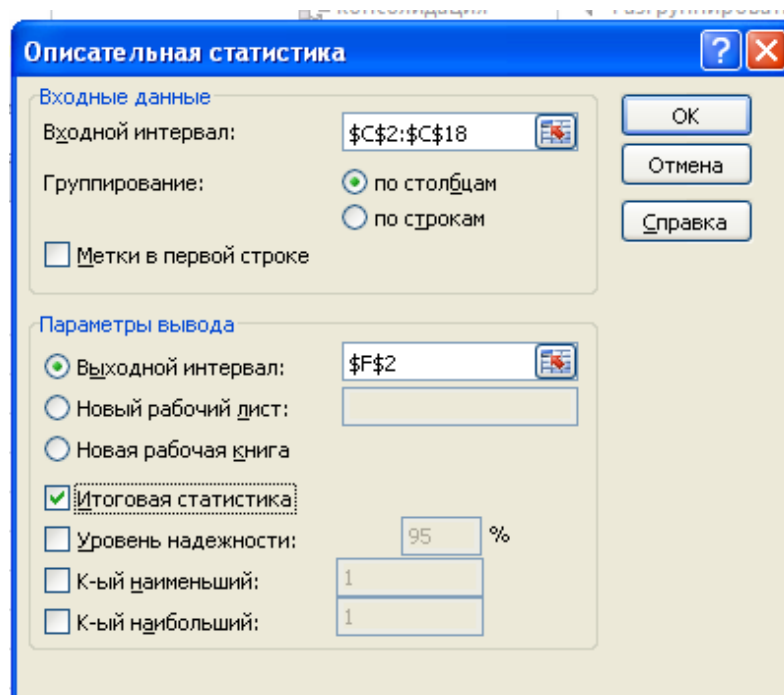 Консолидация Разгруппировать
Описательная статистика
Входные данные
Входной интервал: $C$2:$C$18
Группирование: по столбцам
по строкам
Метки в первой строке
OK
Отмена
Справка
Параметры вывода
Выходной интервал: $F$2
Новый рабочий лист:
Новая рабочая книга
Итоговая статистика
Уровень надежности: 95 %
К-ый наименьший: 1
К-ый наибольший: 1